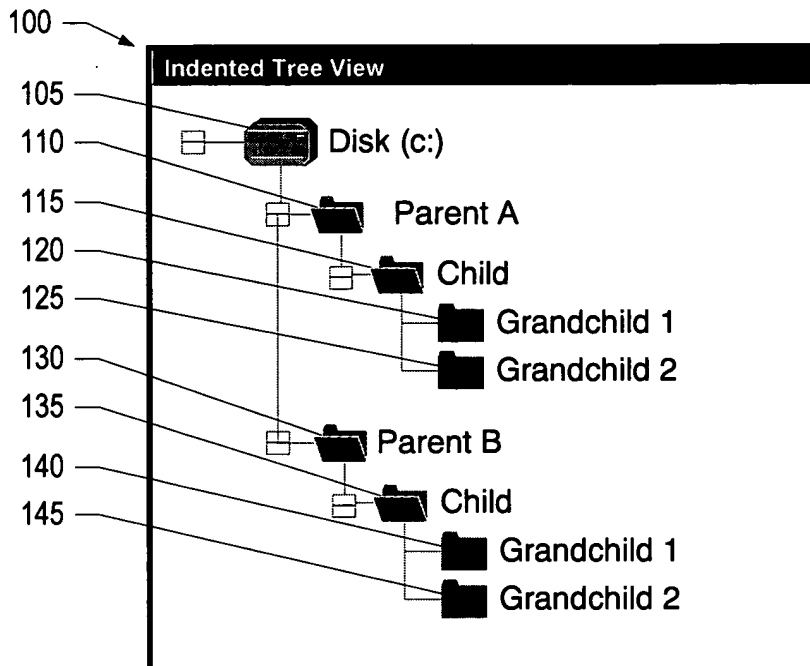 100
Indented Tree View
105
Disk (c:)
110
Parent A
115
Child
120
Grandchild 1
125
Grandchild 2
130
Parent B
135
Child
140
Grandchild 1
145
Grandchild 2